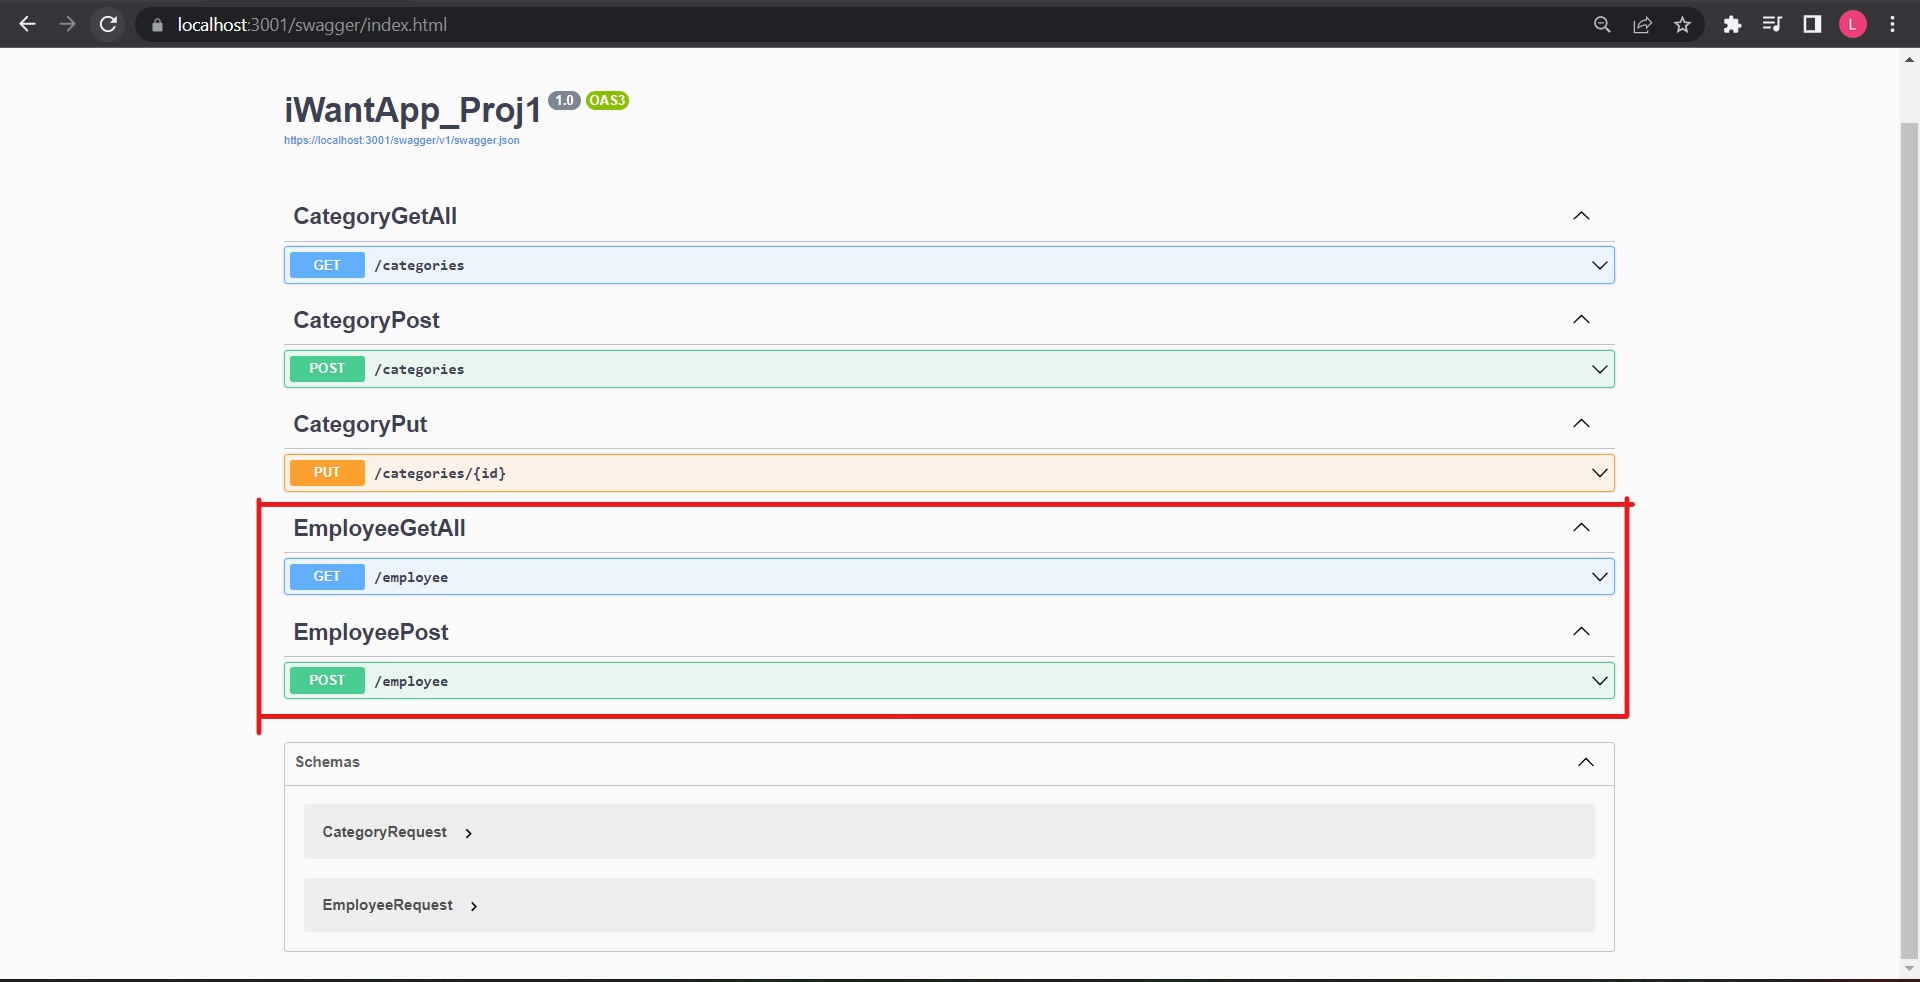 localhost:3001/swagger/index.html
L
iWantApp_Proj1 1.0 OAS3
https://localhost:3001/swagger/v1/swagger.json
CategoryGetAll
GET /categories
CategoryPost
POST /categories
CategoryPut
PUT /categories/{id}
EmployeeGetAll
GET /employee
EmployeePost
POST /employee
Schemas
CategoryRequest
EmployeeRequest